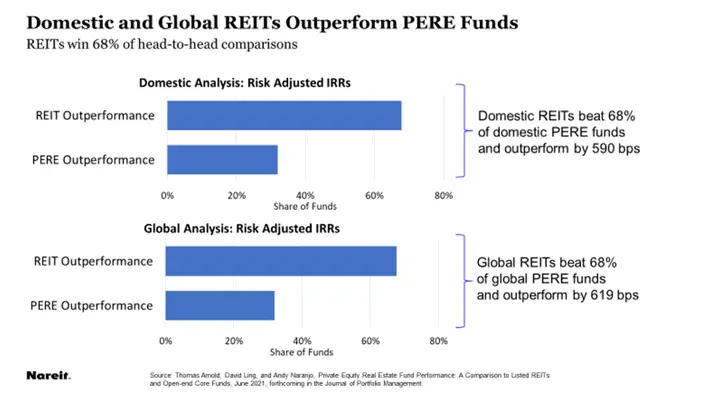 Domestic and Global REITs Outperform PERE Funds
REITs win 68% of head-to-head comparisons
Domestic Analysis: Risk Adjusted IRRs
REIT Outperformance
PERE Outperformance
0% 20% 40% 60% 80%
Share of Funds
Domestic REITs beat 68%
of domestic PERE funds
and outperform by 590 bps
Global Analysis: Risk Adjusted IRRs
REIT Outperformance
PERE Outperformance
0% 20% 40% 60% 80%
Share of Funds
Global REITs beat 68%
of global PERE funds
and outperform by 619 bps
Nareit.
Source: Thomas Arnold, David Ling, and Andy Naranjo, Private Equity Real Estate Fund Performance: A Comparison to Listed REITs
and Open-end Core Funds, June 2021, forthcoming in the Journal of Portfolio Management.